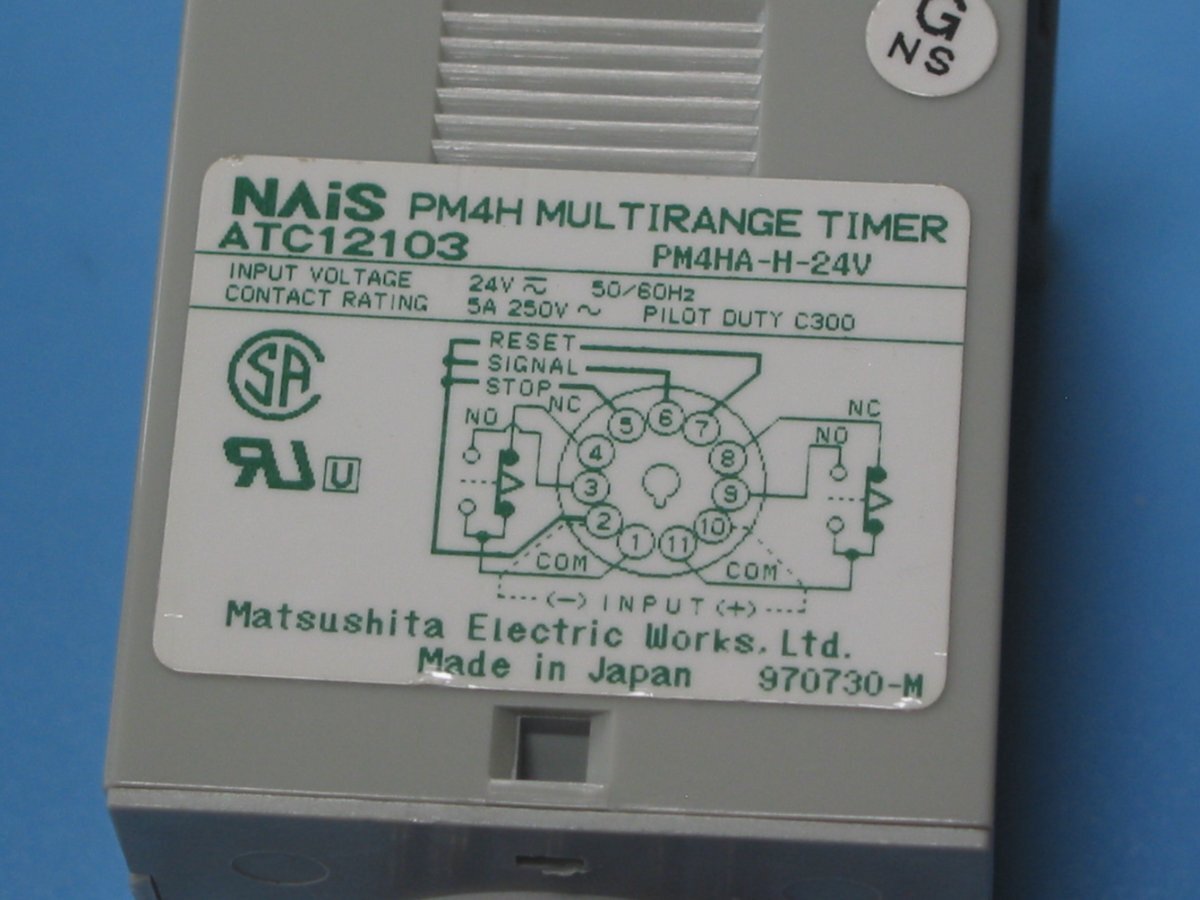 G
NS
NAiS PM4H MULTIRANGE TIMER
ATC12103 PM4HA-H-24V
INPUT VOLTAGE 24V ⎓~ 50/60Hz
CONTACT RATING 5A 250V ~ PILOT DUTY C300
RESET
SIGNAL
STOP
NC
NO
NC
NO
SA
5 6 7
4 8
3 9
2 10
1 11
RU U
COM COM
(-) INPUT (+)
Matsushita Electric Works, Ltd.
Made in Japan 970730-M